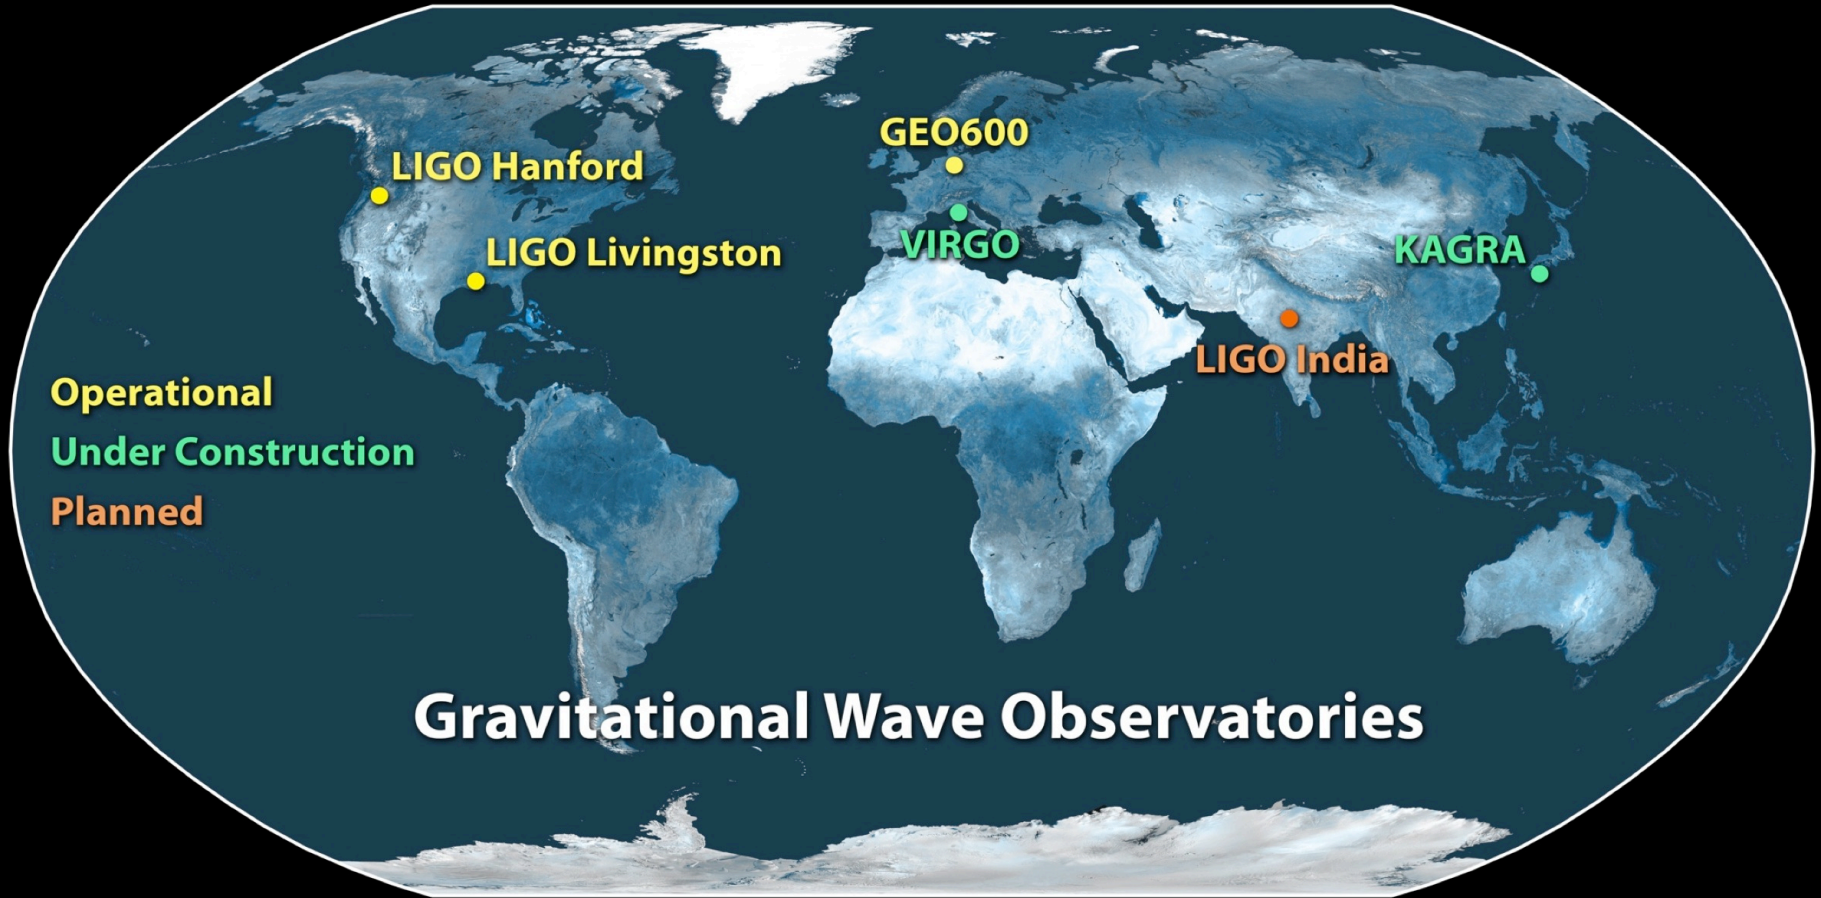 GEO600
LIGO Hanford
LIGO Livingston
VIRGO
KAGRA
LIGO India
Operational
Under Construction
Planned
Gravitational Wave Observatories